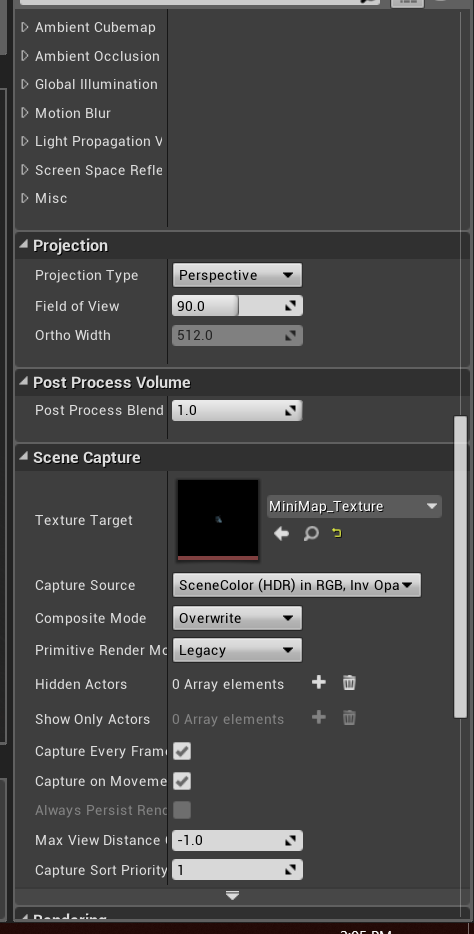 Ambient Cubemap
Ambient Occlusion
Global Illumination
Motion Blur
Light Propagation V
Screen Space Refle
Misc
Projection
Projection Type Perspective
Field of View 90.0
Ortho Width 512.0
Post Process Volume
Post Process Blend 1.0
Scene Capture
Texture Target MiniMap_Texture
Capture Source SceneColor (HDR) in RGB, Inv Opa
Composite Mode Overwrite
Primitive Render Mo Legacy
Hidden Actors 0 Array elements
Show Only Actors 0 Array elements
Capture Every Fram
Capture on Moveme
Always Persist Rend
Max View Distance 
-1.0
Capture Sort Priority 1
Rendering
3:05 PM